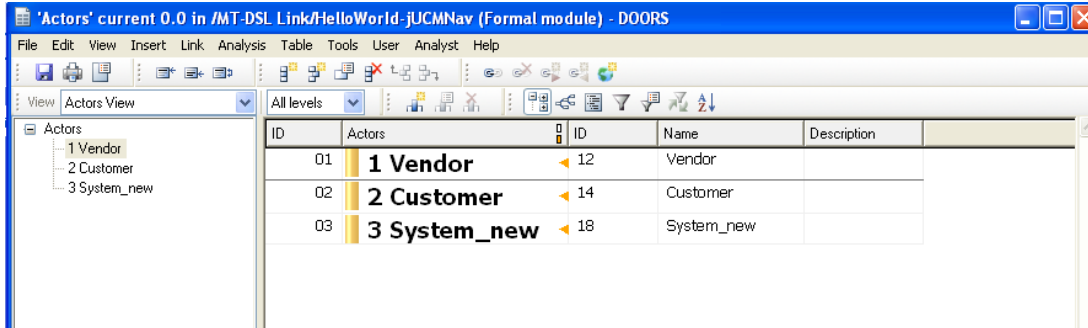 'Actors' current 0.0 in /MT-DSL Link/HelloWorld-jUCMNav (Formal module) - DOORS
File Edit View Insert Link Analysis Table Tools User Analyst Help
View Actors View All levels
Actors
1 Vendor
2 Customer
3 System_new
ID Actors ID Name Description
01 1 Vendor 12 Vendor
02 2 Customer 14 Customer
03 3 System_new 18 System_new